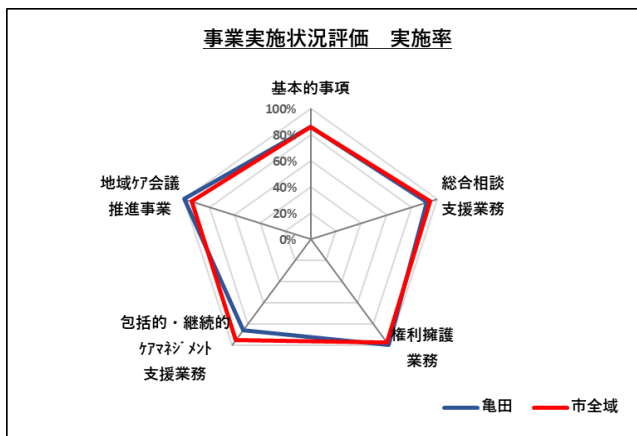 事業実施状況評価　実施率
基本的事項
100%
80%
60%
40%
20%
0%
総合相談
支援業務
権利擁護
業務
包括的・継続的
ｹｱﾏﾈｼﾞﾒﾝﾄ
支援業務
地域ｹｱ会議
推進事業
亀田
市全域